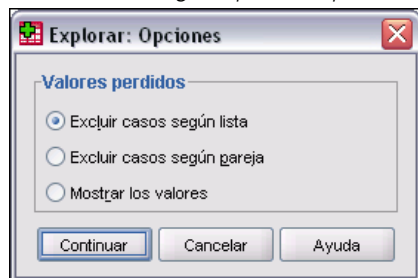 Explorar: Opciones
Valores perdidos
Excluir casos según lista
Excluir casos según pareja
Mostrar los valores
Continuar Cancelar Ayuda